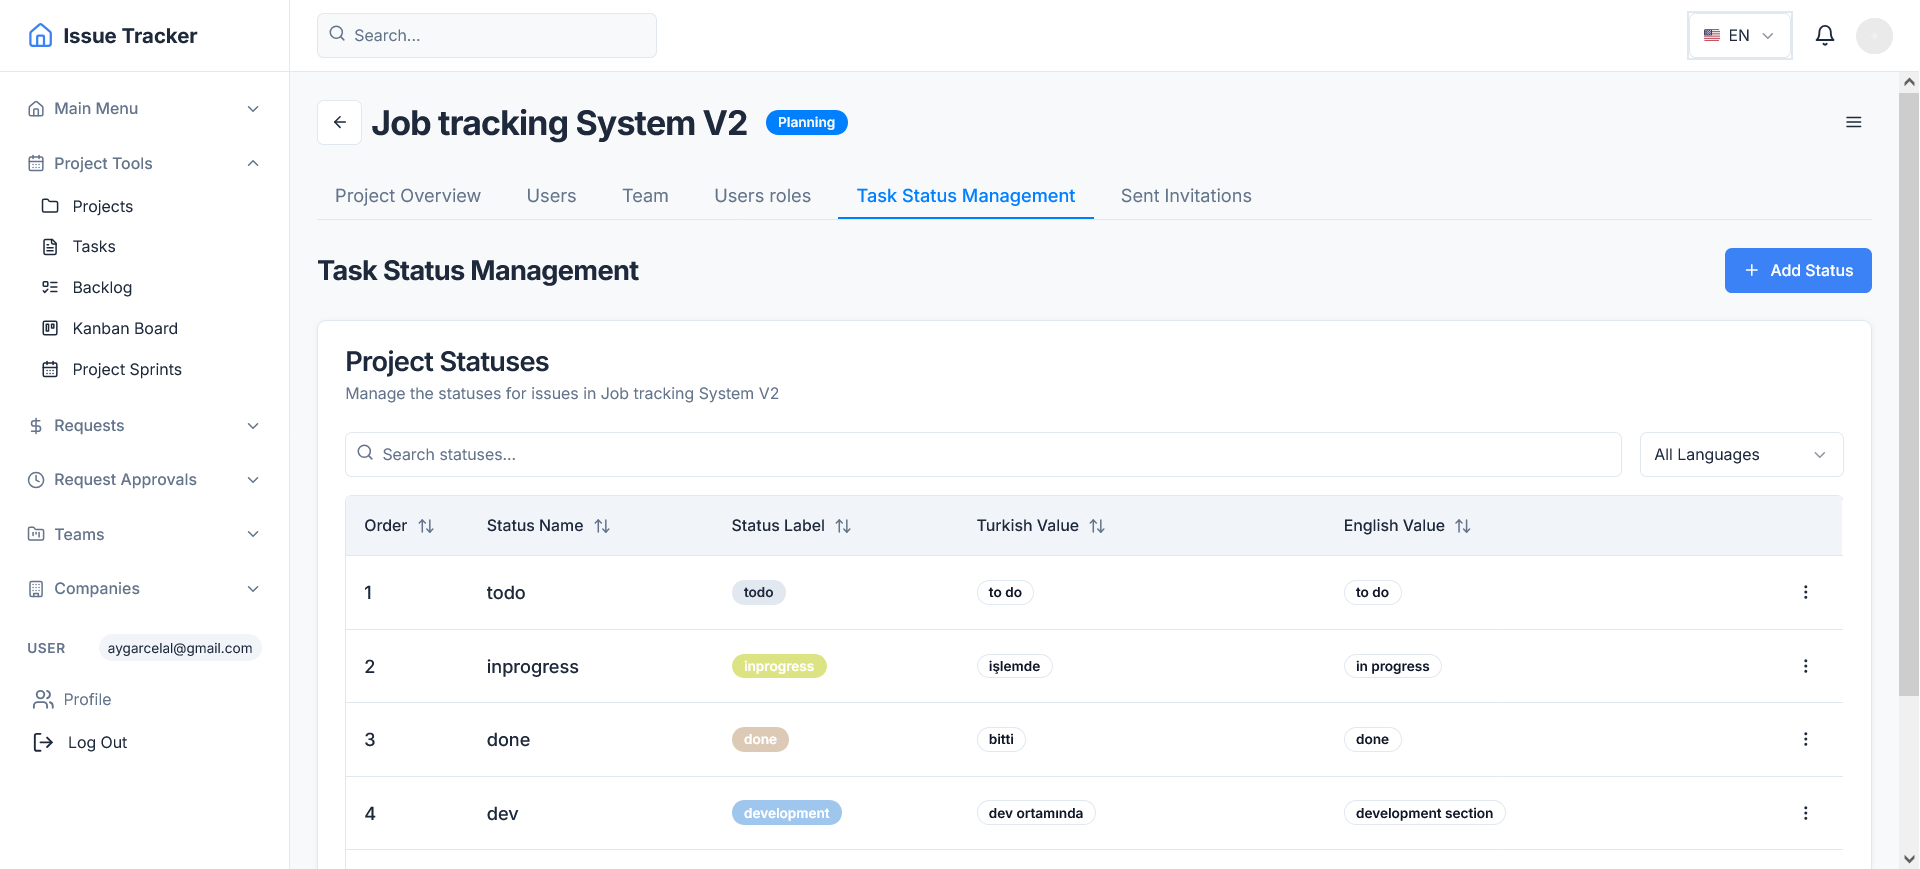 Issue Tracker
Search...
EN
Main Menu
Project Tools
Projects
Tasks
Backlog
Kanban Board
Project Sprints
Requests
Request Approvals
Teams
Companies
USER aygarcelal@gmail.com
Profile
Log Out
Job tracking System V2 Planning
Project Overview Users Team Users roles Task Status Management Sent Invitations
Task Status Management
Add Status
Project Statuses
Manage the statuses for issues in Job tracking System V2
Search statuses...
All Languages
Order Status Name Status Label Turkish Value English Value
1 todo todo to do to do
2 inprogress inprogress işlemde in progress
3 done done bitti done
4 dev development dev ortamında development section